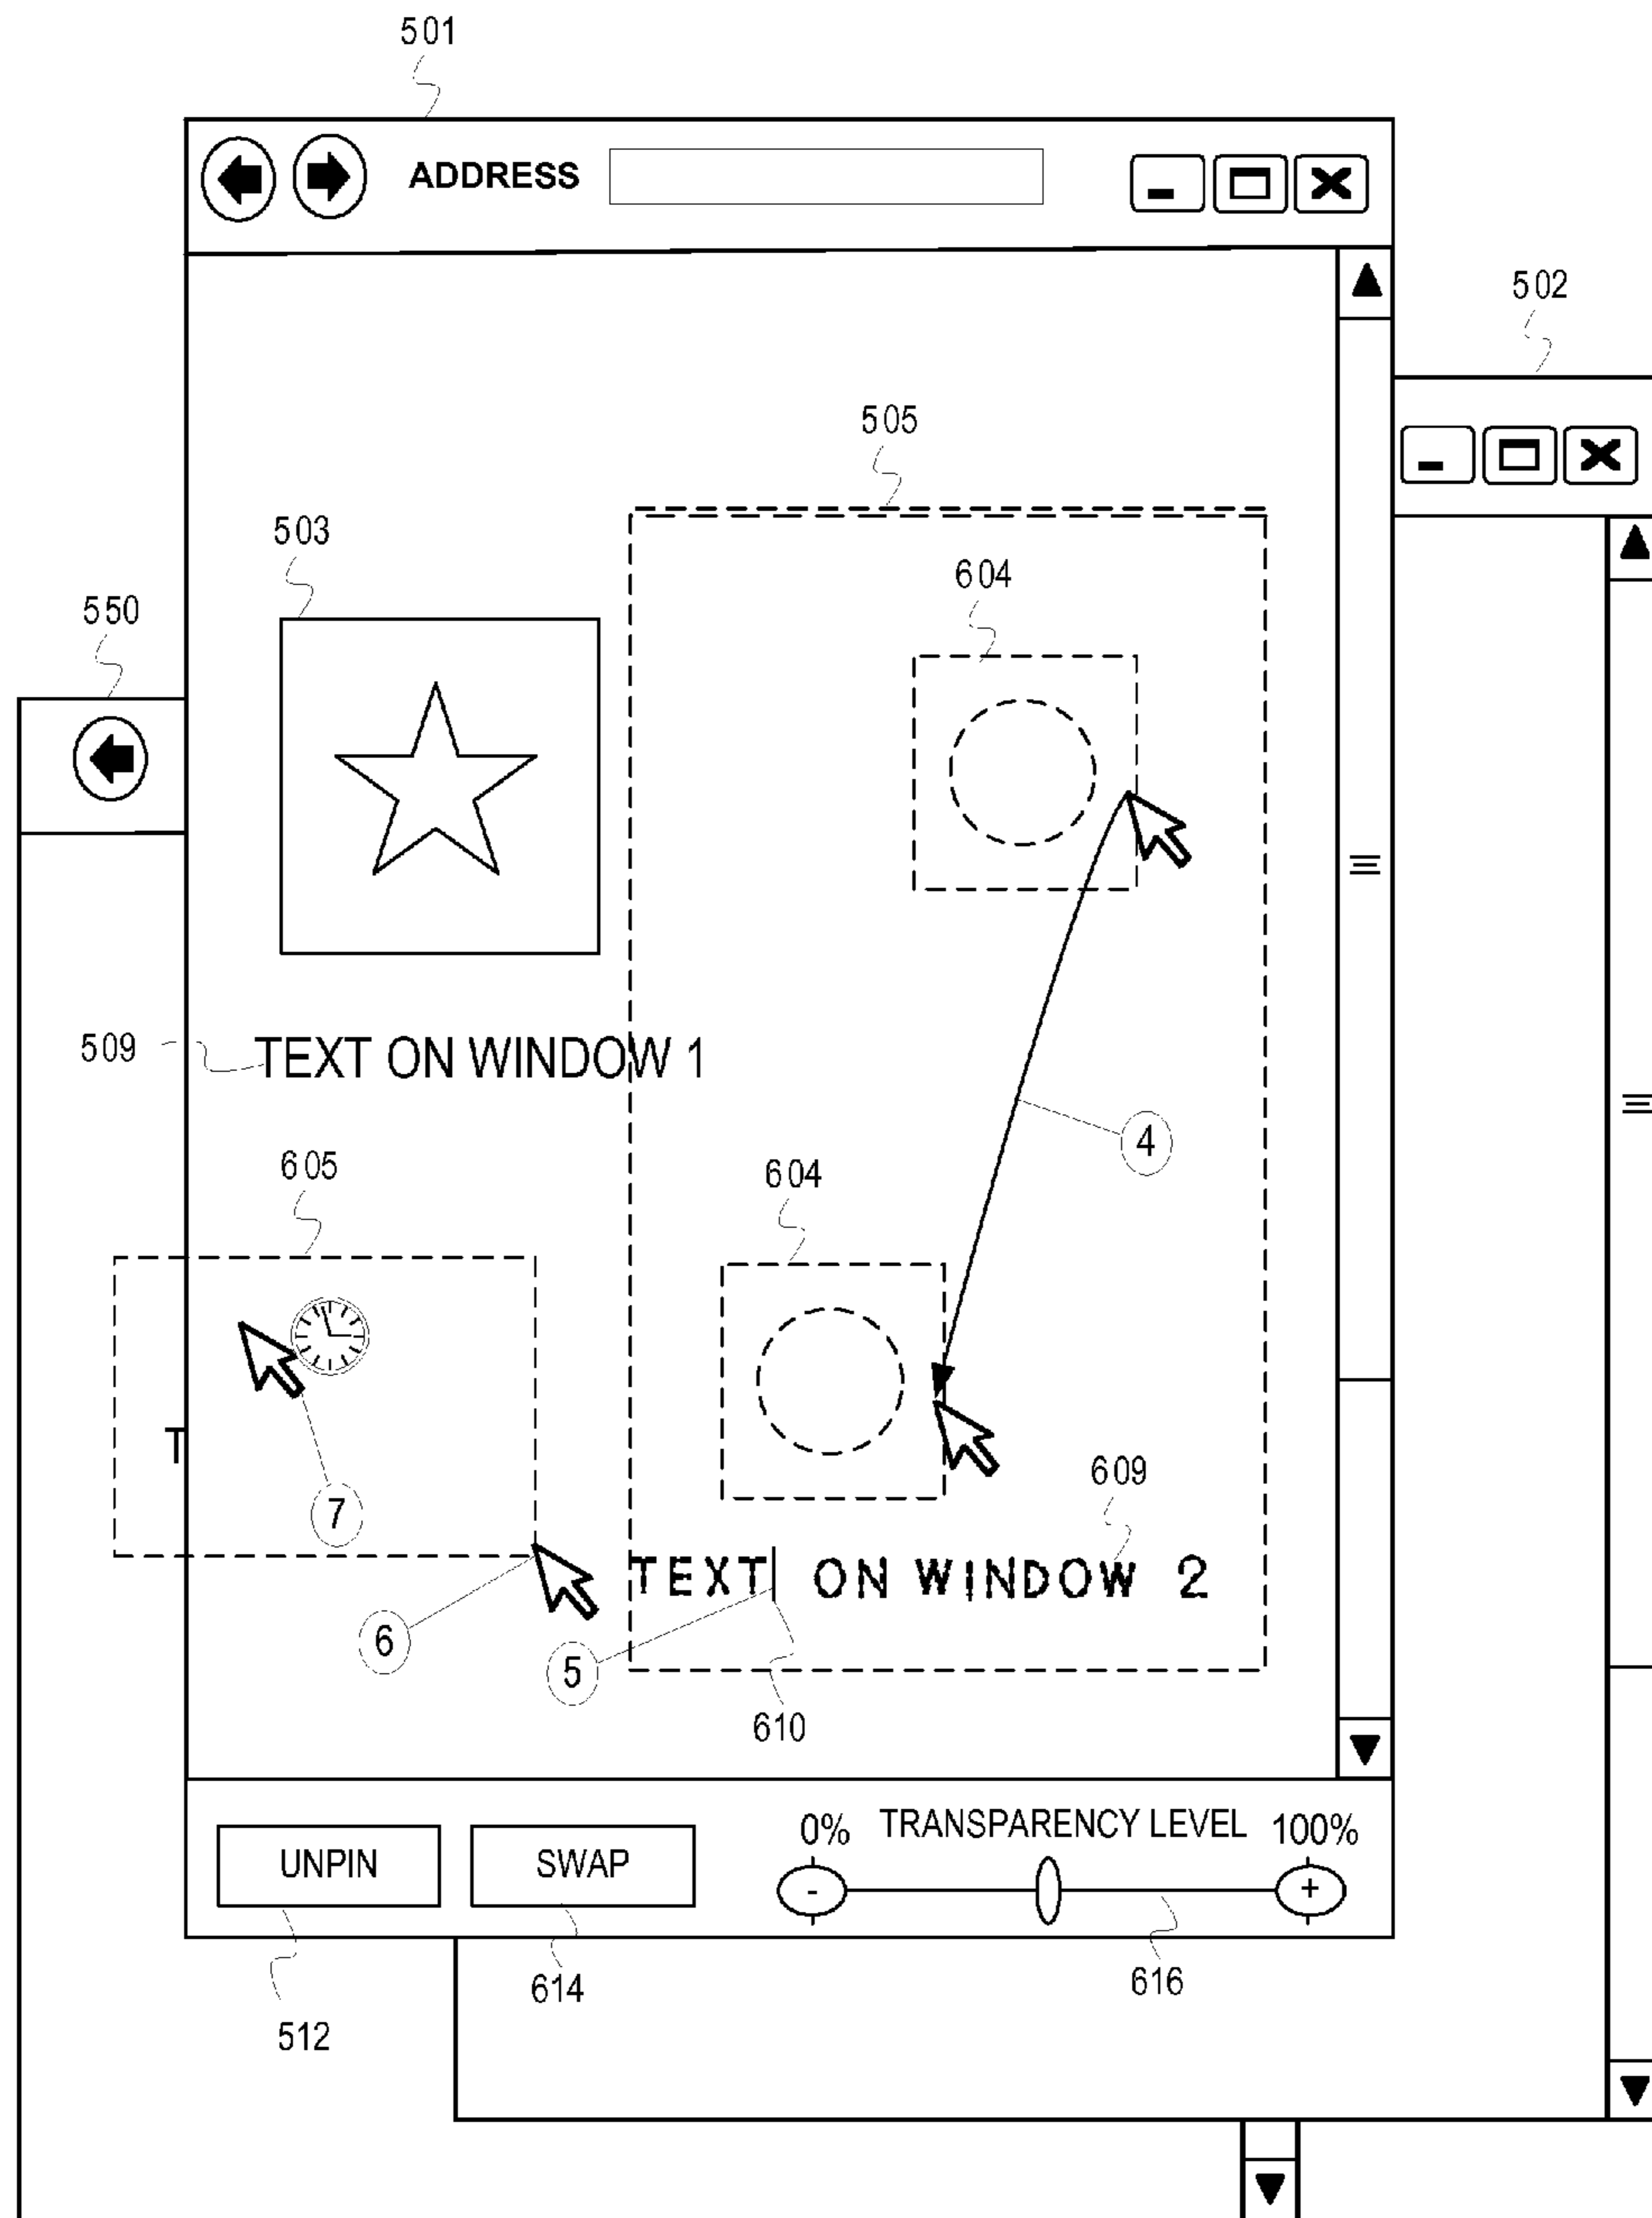 501
ADDRESS
502
505
503
604
550
509
TEXT ON WINDOW 1
4
605
604
T
609
7
TEXT ON WINDOW 2
6
5
610
0% TRANSPARENCY LEVEL 100%
UNPIN
SWAP
- +
614
616
512